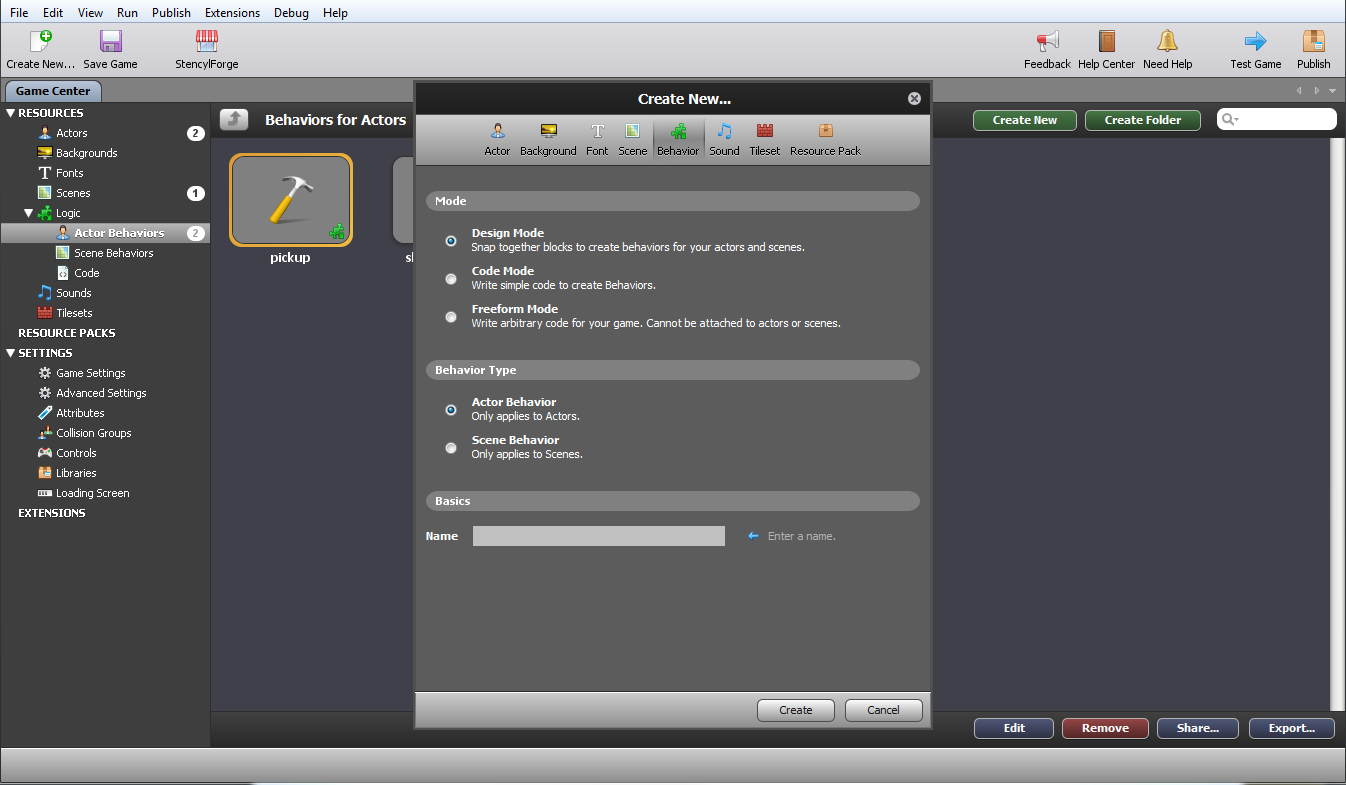 File Edit View Run Publish Extensions Debug Help
Create New... Save Game StencylForge Feedback Help Center Need Help Test Game Publish
Game Center
RESOURCES
Actors 2
Backgrounds
Fonts
Scenes 1
Logic
Actor Behaviors 2
Scene Behaviors
Code
Sounds
Tilesets
RESOURCE PACKS
SETTINGS
Game Settings
Advanced Settings
Attributes
Collision Groups
Controls
Libraries
Loading Screen
EXTENSIONS
Behaviors for Actors
Create New Create Folder
pickup
Create New...
Actor Background Font Scene Behavior Sound Tileset Resource Pack
Mode
Design Mode
Snap together blocks to create behaviors for your actors and scenes.
Code Mode
Write simple code to create Behaviors.
Freeform Mode
Write arbitrary code for your game. Cannot be attached to actors or scenes.
Behavior Type
Actor Behavior
Only applies to Actors.
Scene Behavior
Only applies to Scenes.
Basics
Name Enter a name.
Create Cancel
Edit Remove Share... Export...